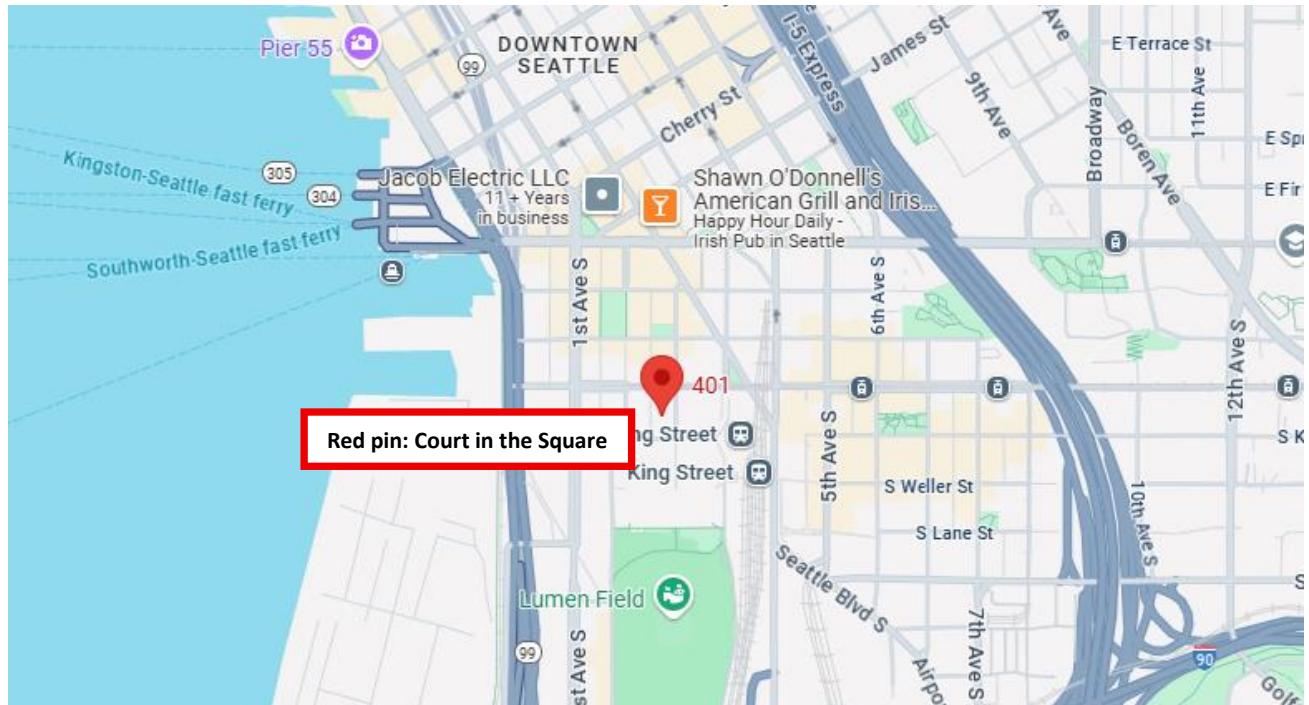 Pier 55
DOWNTOWN
SEATTLE
99
I-5 Express
James St
Ave
E Terrace St
11th Ave
9th Ave
Broadway
Boren Ave
Cherry St
Kingston-Seattle fast ferry
305
304
Jacob Electric LLC
11 + Years
in business
Shawn O'Donnell's
American Grill and Iris...
Happy Hour Daily -
Irish Pub in Seattle
E Fir
Southworth-Seattle fast ferry
1st Ave S
6th Ave S
12th Ave S
401
Red pin: Court in the Square
ng Street
King Street
5th Ave S
S Weller St
S Lane St
10th Ave S
Seattle Blvd S
Lumen Field
7th Ave S
99
st Ave S
90